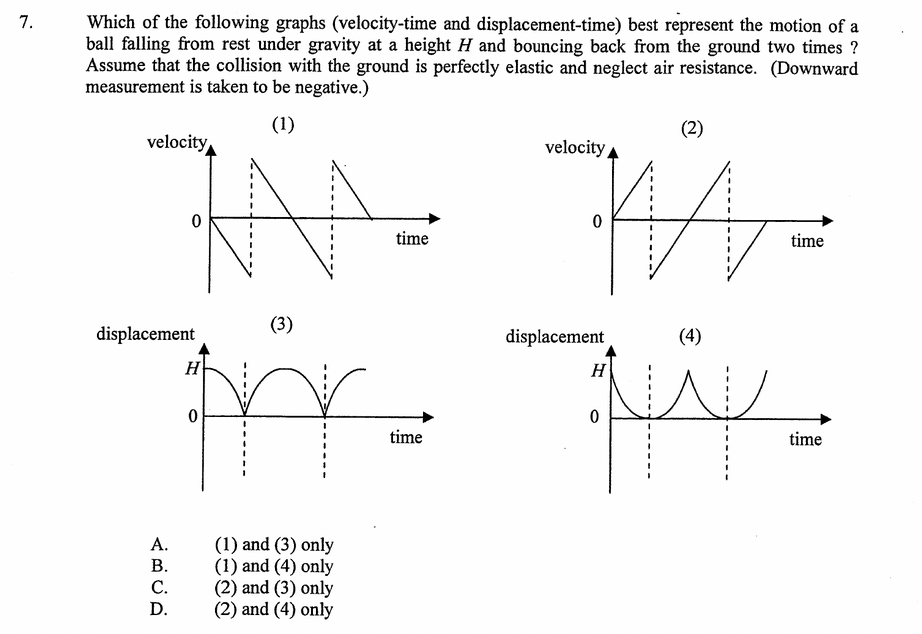 7. Which of the following graphs (velocity-time and displacement-time) best represent the motion of a
ball falling from rest under gravity at a height H and bouncing back from the ground two times ?
Assume that the collision with the ground is perfectly elastic and neglect air resistance. (Downward
measurement is taken to be negative.)
(1)
velocity
0
time
(2)
velocity
0
time
(3)
displacement
H
0
time
(4)
displacement
H
0
time
A. (1) and (3) only
B. (1) and (4) only
C. (2) and (3) only
D. (2) and (4) only